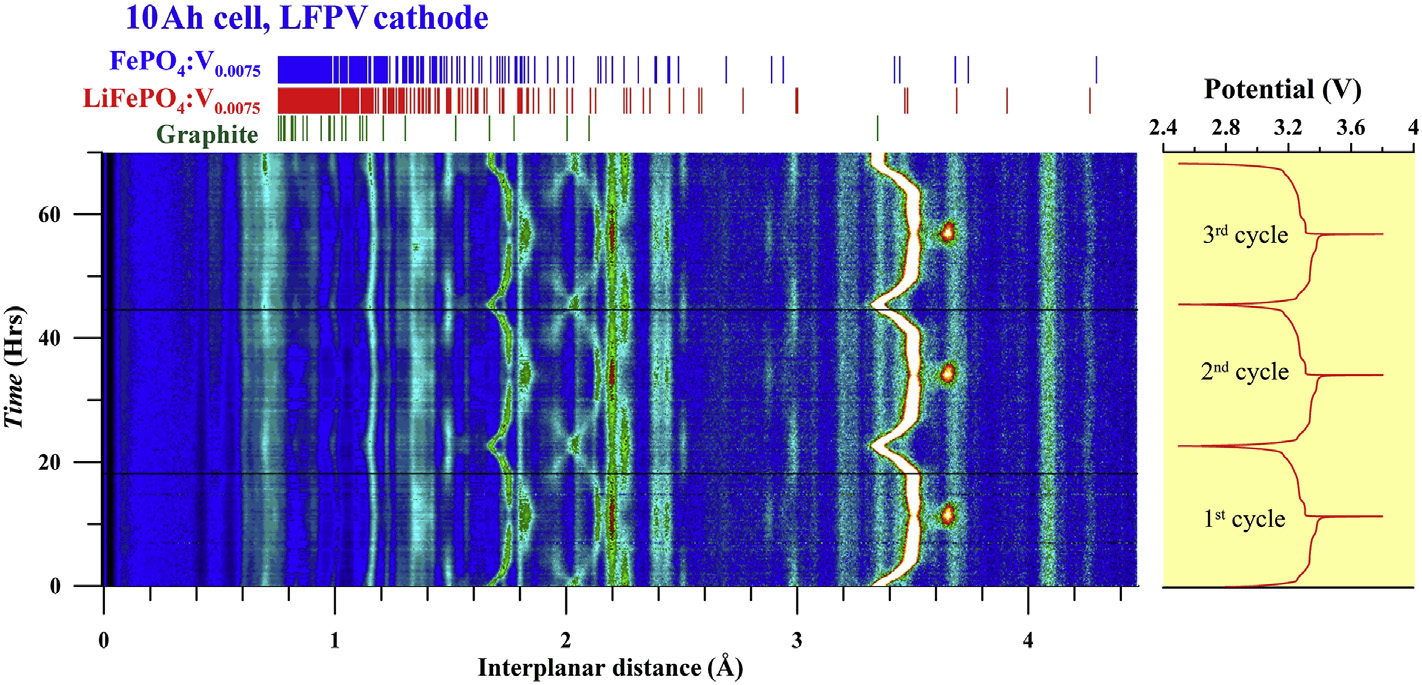 10Ah cell, LFPV cathode
FePO₄:V₀.₀₀₇₅
LiFePO₄:V₀.₀₀₇₅
Graphite
Potential (V)
2.4 2.8 3.2 3.6 4
60
40
20
0
Time (Hrs)
3ʳᵈ cycle
2ⁿᵈ cycle
1ˢᵗ cycle
0 1 2 3 4
Interplanar distance (Å)